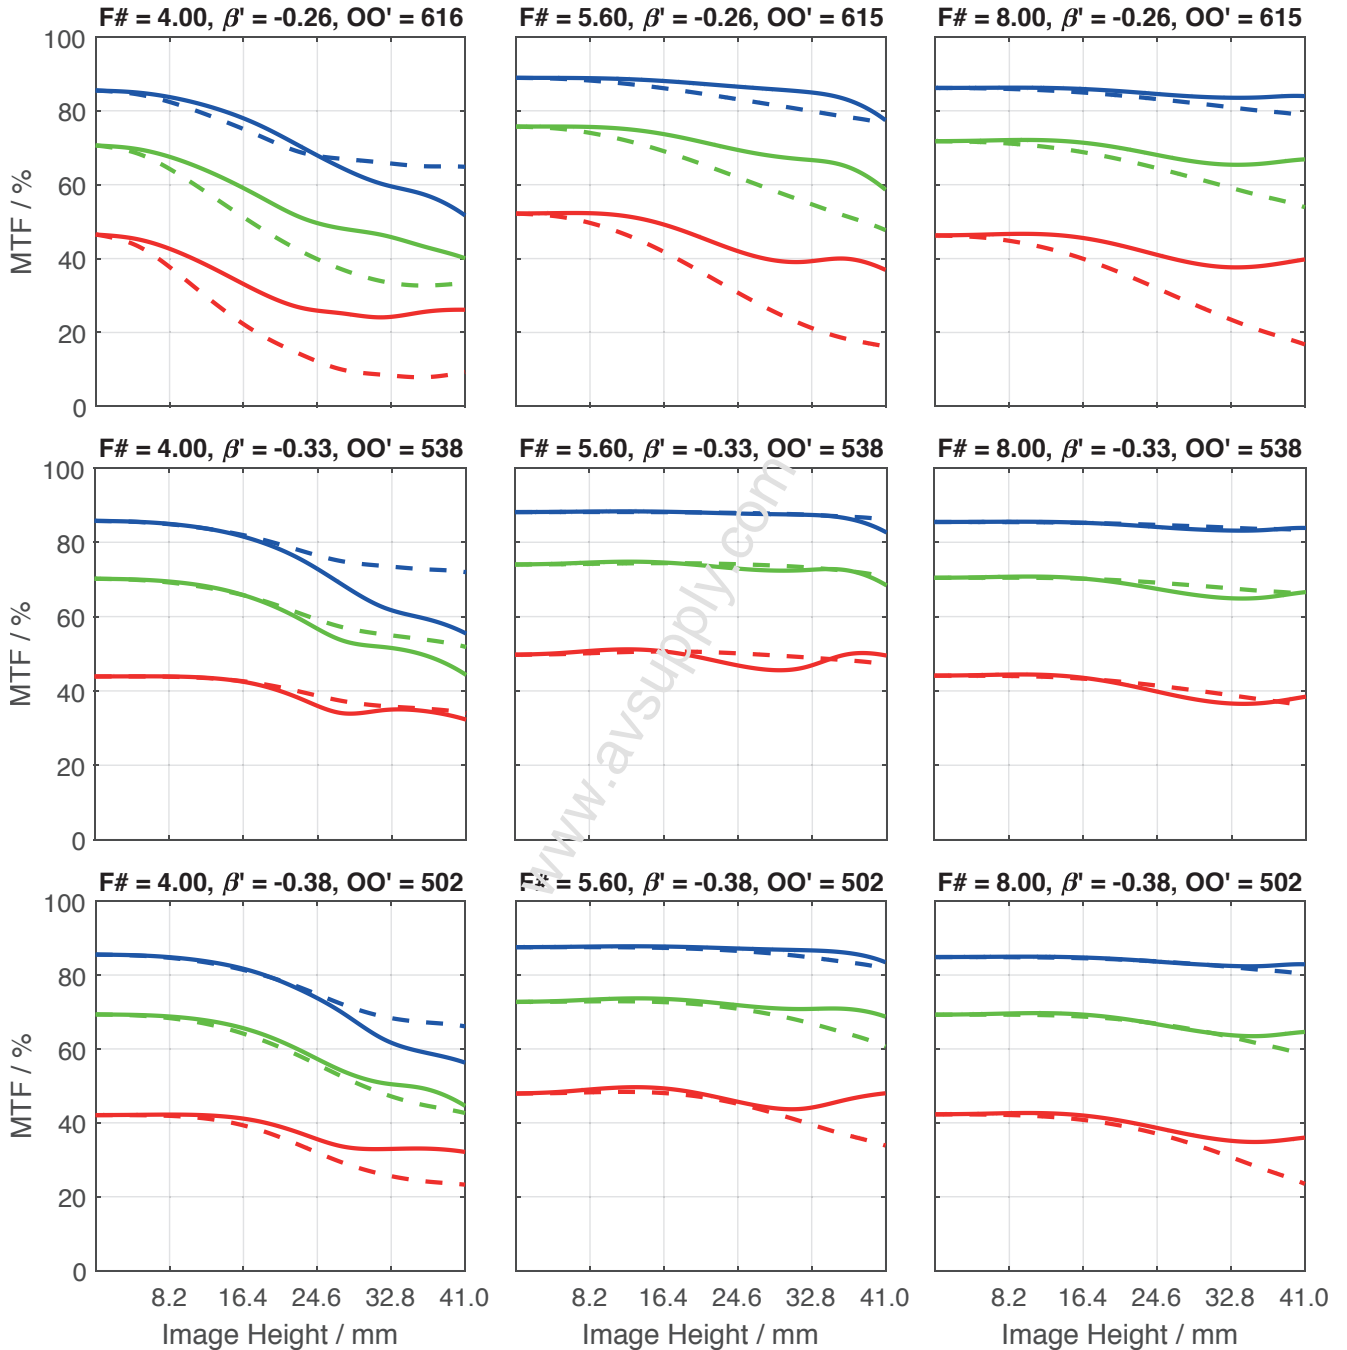 F# = 4.00, β' = -0.26, OO' = 616
F# = 5.60, β' = -0.26, OO' = 615
F# = 8.00, β' = -0.26, OO' = 615
100
80
60
40
20
0
MTF / %
F# = 4.00, β' = -0.33, OO' = 538
F# = 5.60, β' = -0.33, OO' = 538
F# = 8.00, β' = -0.33, OO' = 538
100
80
60
40
20
0
MTF / %
www.avsupply.com
F# = 4.00, β' = -0.38, OO' = 502
F# = 5.60, β' = -0.38, OO' = 502
F# = 8.00, β' = -0.38, OO' = 502
100
80
60
40
20
0
MTF / %
8.2 16.4 24.6 32.8 41.0
8.2 16.4 24.6 32.8 41.0
8.2 16.4 24.6 32.8 41.0
Image Height / mm
Image Height / mm
Image Height / mm